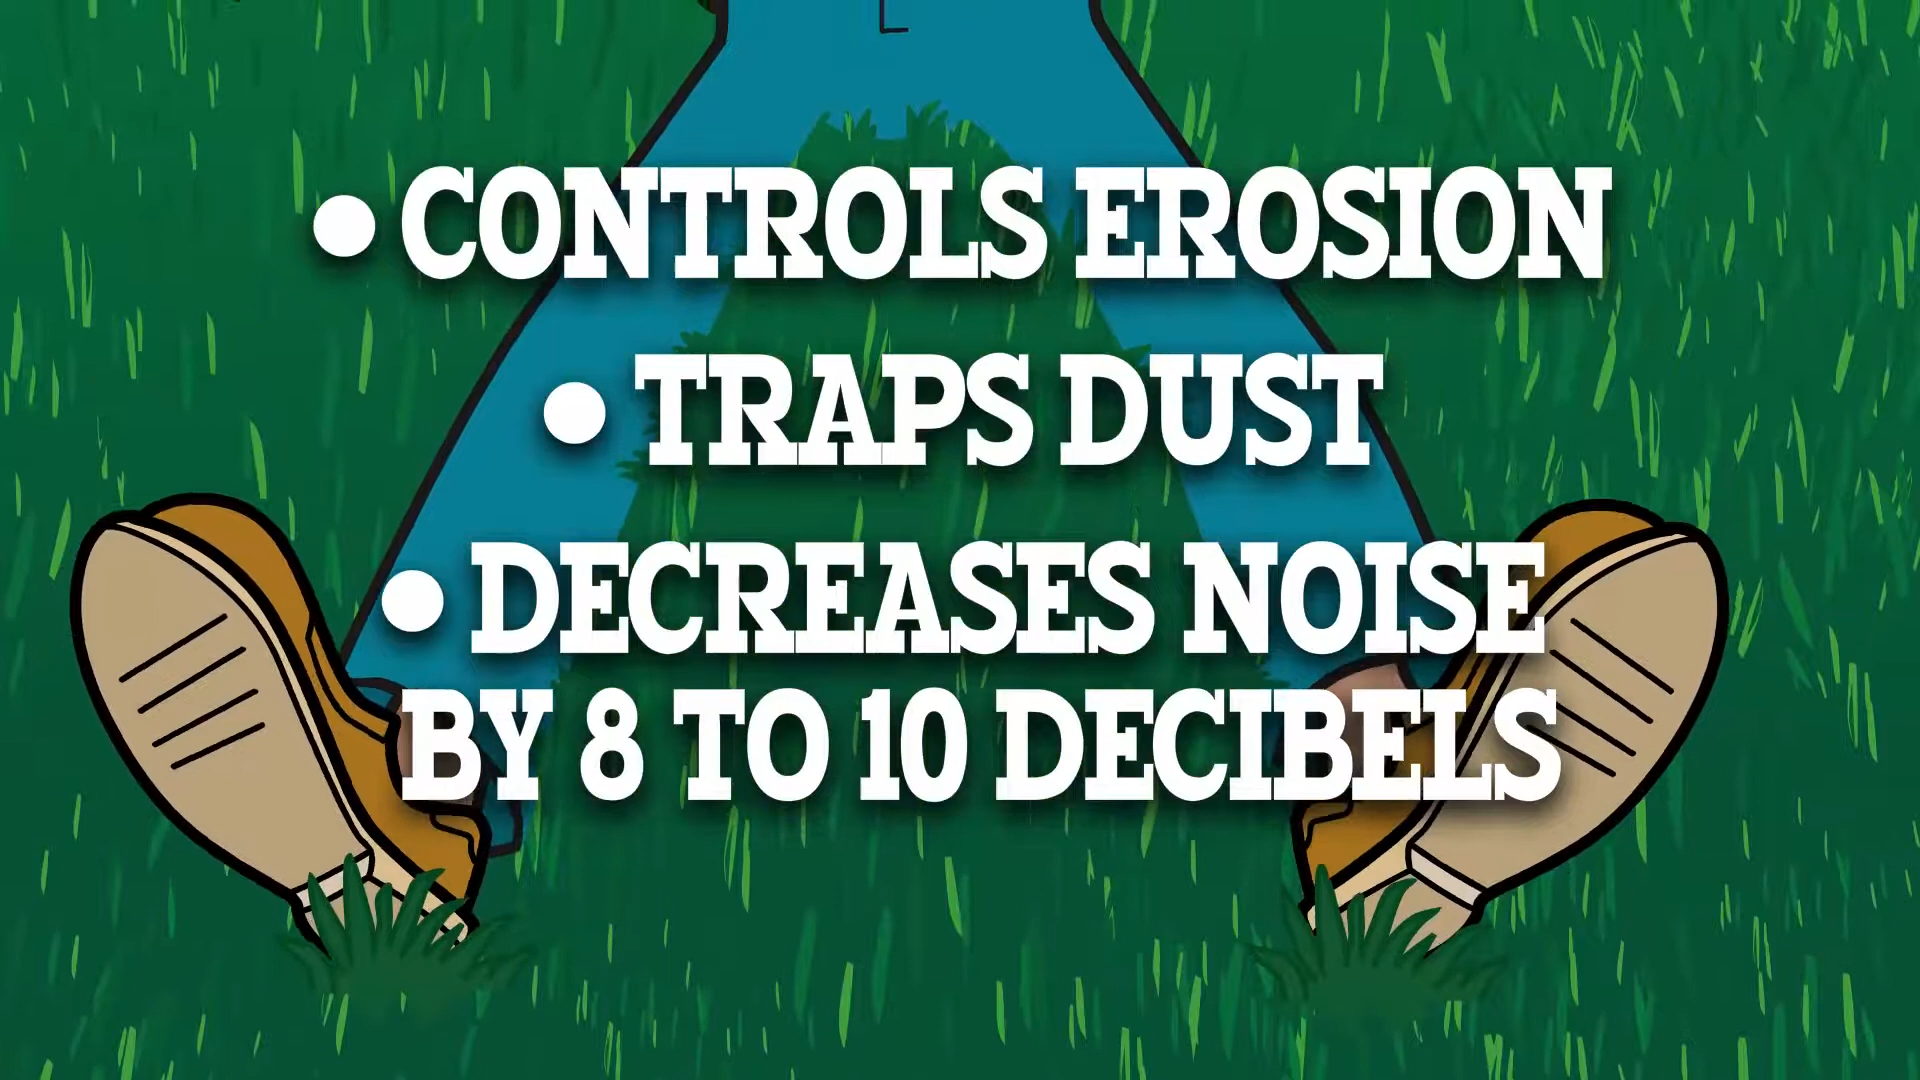 • CONTROLS EROSION
• TRAPS DUST
• DECREASES NOISE
BY 8 TO 10 DECIBELS